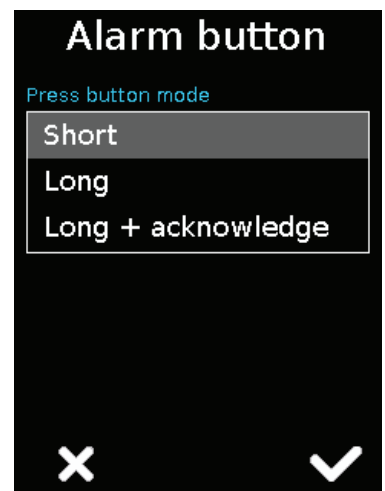 Alarm button
Press button mode
Short
Long
Long + acknowledge